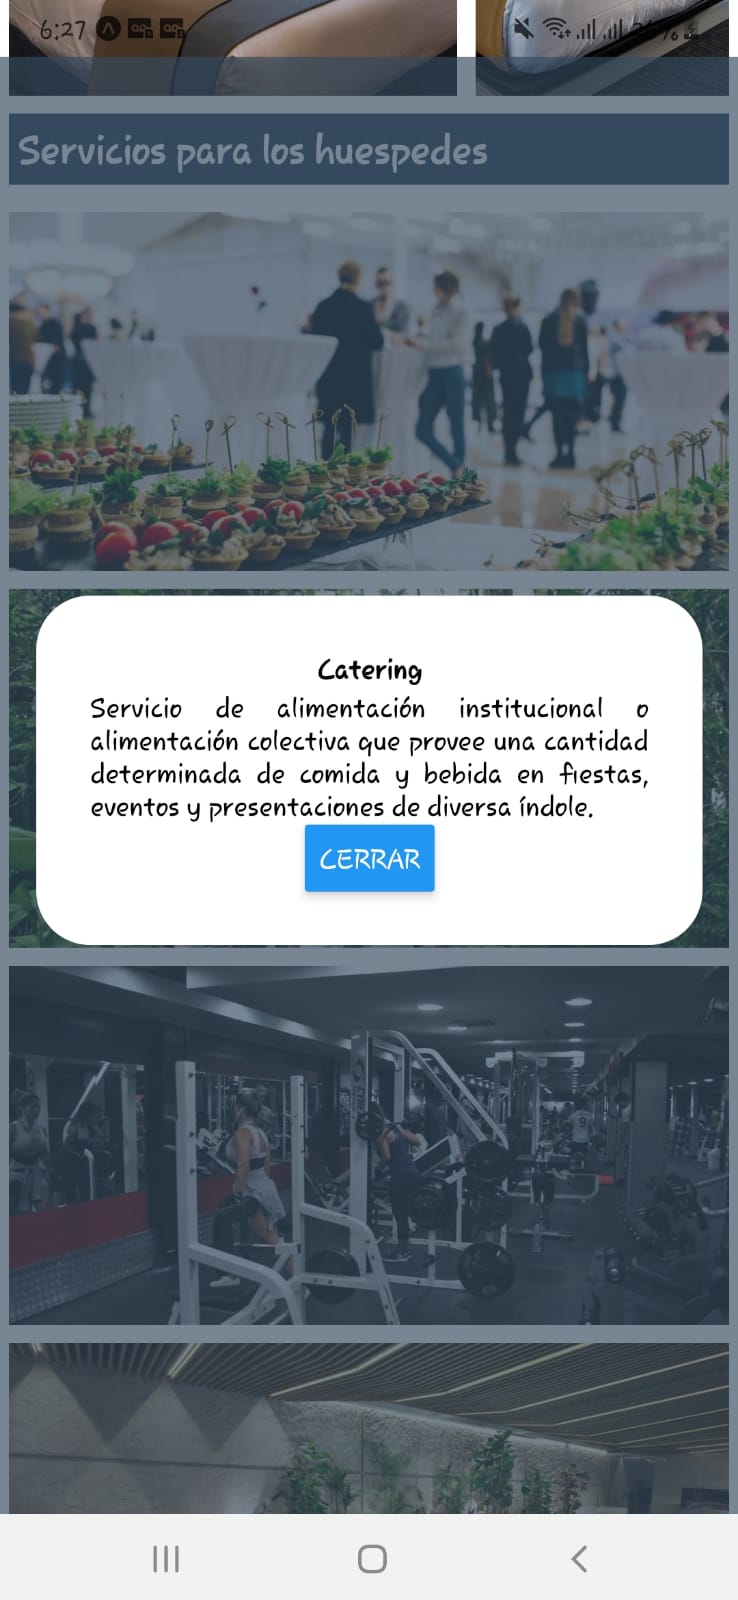 6:27
Servicios para los huespedes
Catering
Servicio de alimentación institucional o
alimentación colectiva que provee una cantidad
determinada de comida y bebida en fiestas,
eventos y presentaciones de diversa índole.
CERRAR